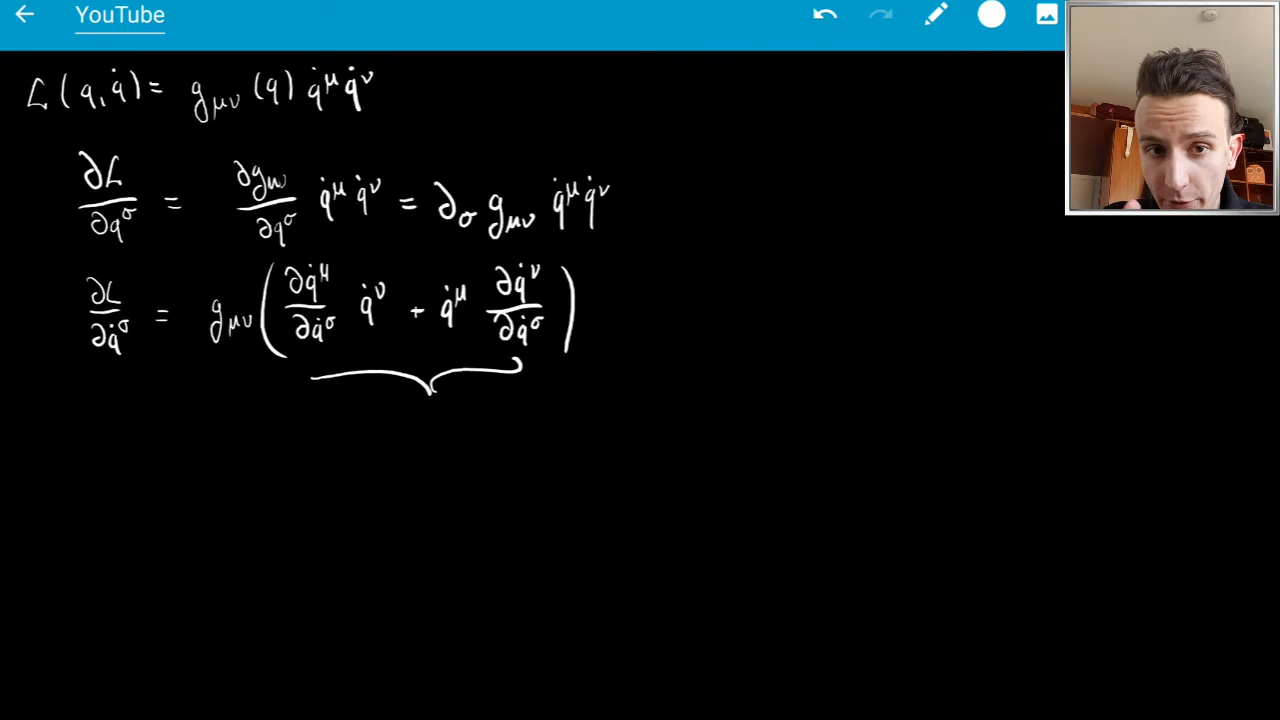 YouTube
L(q, q̇) = g_μν (q) q̇^μ q̇^ν
∂L/∂q^σ = ∂g_μν/∂q^σ q̇^μ q̇^ν = ∂_σ g_μν q̇^μ q̇^ν
∂L/∂q̇^σ = g_μν (∂q̇^μ/∂q̇^σ q̇^ν + q̇^μ ∂q̇^ν/∂q̇^σ)